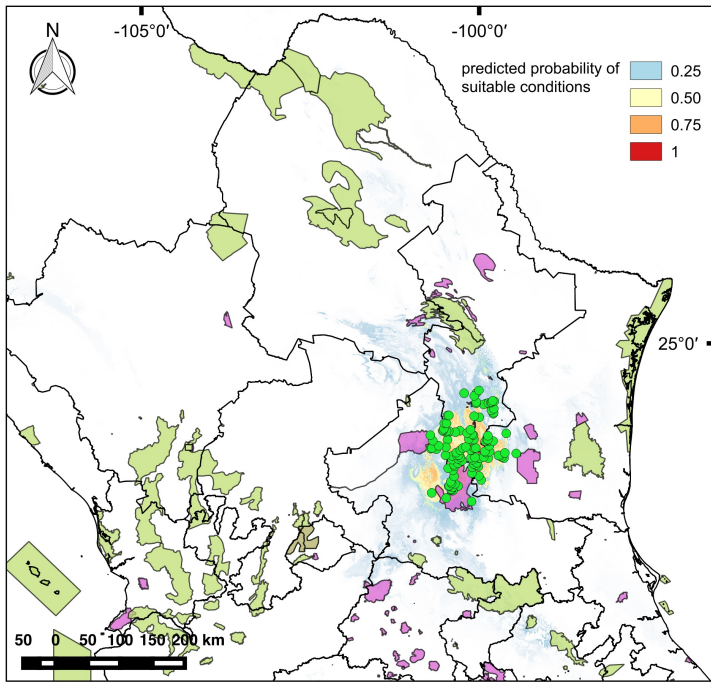 -105°0′ -100°0′
N
predicted probability of
suitable conditions
0.25
0.50
0.75
1
25°0′
50 0 50 100 150 200 km